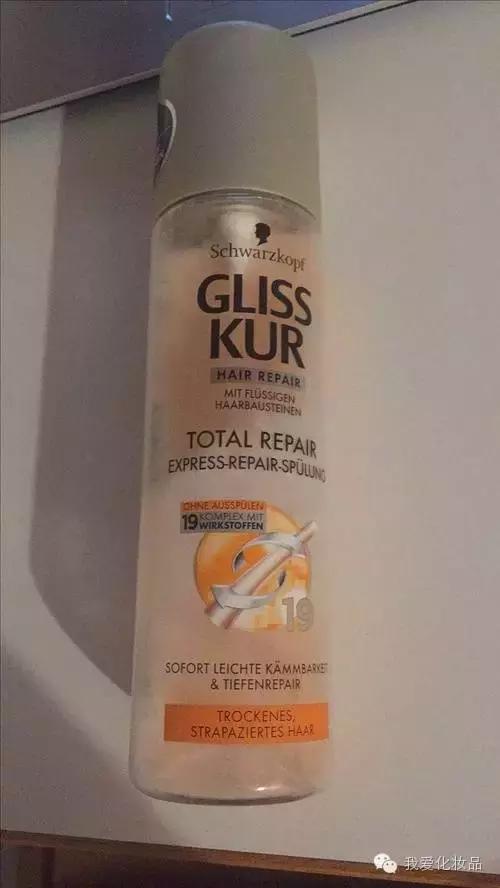 Schwarzkopf
GLISS
KUR
HAIR REPAIR
MIT FLÜSSIGEN
HAARBAUSTEINEN
TOTAL REPAIR
EXPRESS-REPAIR-SPÜLUNG
OHNE AUSSPÜLEN
19 KOMPLEX MIT
WIRKSTOFFEN
19
SOFORT LEICHTE KÄMMBARKEIT
& TIEFENREPAIR
TROCKENES,
STRAPAZIERTES HAAR
我爱化妆品